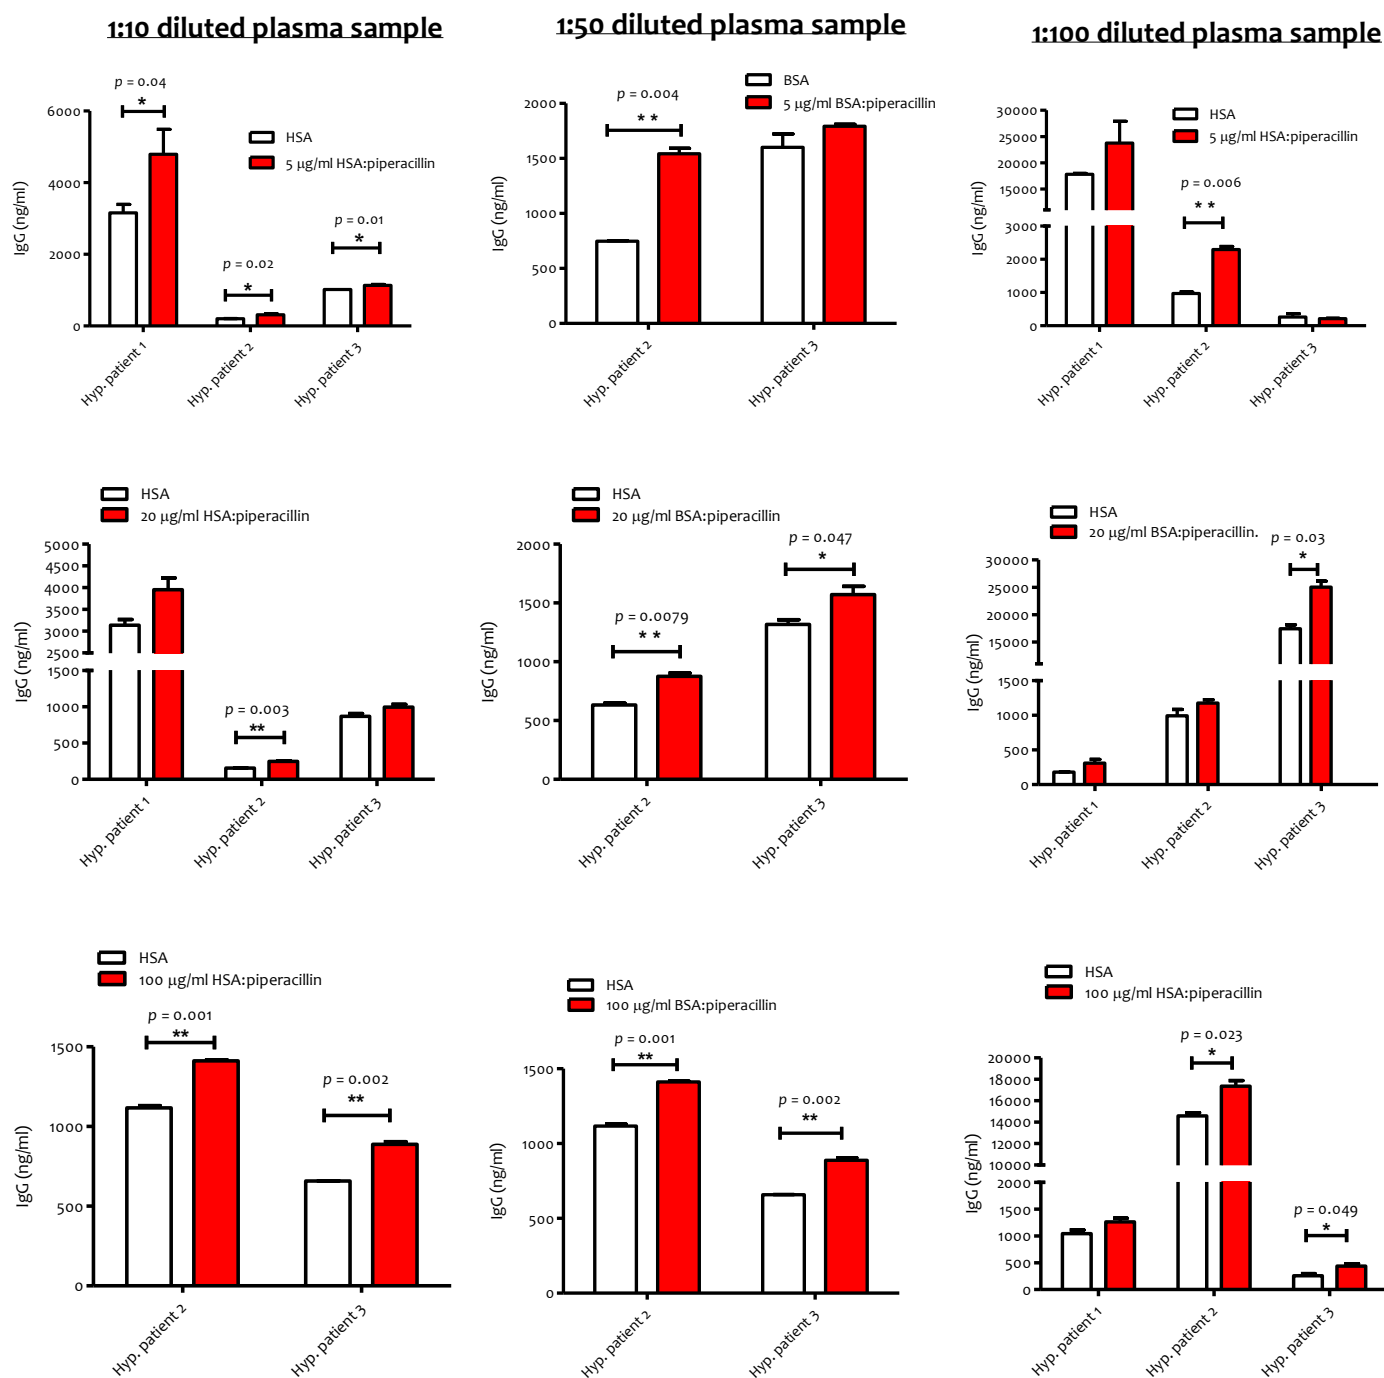 1:10 diluted plasma sample
1:50 diluted plasma sample
1:100 diluted plasma sample
p = 0.04
*
6000
4000
2000
0
IgG (ng/ml)
HSA
5 µg/ml HSA:piperacillin
p = 0.02
*
p = 0.01
*
Hyp. patient 1
Hyp. patient 2
Hyp. patient 3
BSA
5 µg/ml BSA:piperacillin
p = 0.004
* *
2000
1500
1000
500
0
IgG (ng/ml)
Hyp. patient 2
Hyp. patient 3
HSA
5 µg/ml HSA:piperacillin
30000
25000
20000
15000
3000
2000
1000
0
IgG (ng/ml)
p = 0.006
* *
Hyp. patient 1
Hyp. patient 2
Hyp. patient 3
HSA
20 µg/ml HSA:piperacillin
5000
4500
4000
3500
3000
2500
1500
1000
500
0
IgG (ng/ml)
p = 0.003
**
Hyp. patient 1
Hyp. patient 2
Hyp. patient 3
HSA
20 µg/ml BSA:piperacillin
2000
1500
1000
500
0
IgG (ng/ml)
p = 0.0079
* *
p = 0.047
*
Hyp. patient 2
Hyp. patient 3
HSA
20 µg/ml BSA:piperacillin.
p = 0.03
*
30000
25000
20000
15000
1500
1000
500
0
IgG (ng/ml)
Hyp. patient 1
Hyp. patient 2
Hyp. patient 3
HSA
100 µg/ml HSA:piperacillin
p = 0.001
**
p = 0.002
**
1500
1000
500
0
IgG (ng/ml)
Hyp. patient 2
Hyp. patient 3
HSA
100 µg/ml BSA:piperacillin
p = 0.001
**
p = 0.002
**
1500
1000
500
0
IgG (ng/ml)
Hyp. patient 2
Hyp. patient 3
HSA
100 µg/ml HSA:piperacillin
p = 0.023
*
p = 0.049
*
20000
18000
16000
14000
12000
10000
2000
1500
1000
500
0
IgG (ng/ml)
Hyp. patient 1
Hyp. patient 2
Hyp. patient 3